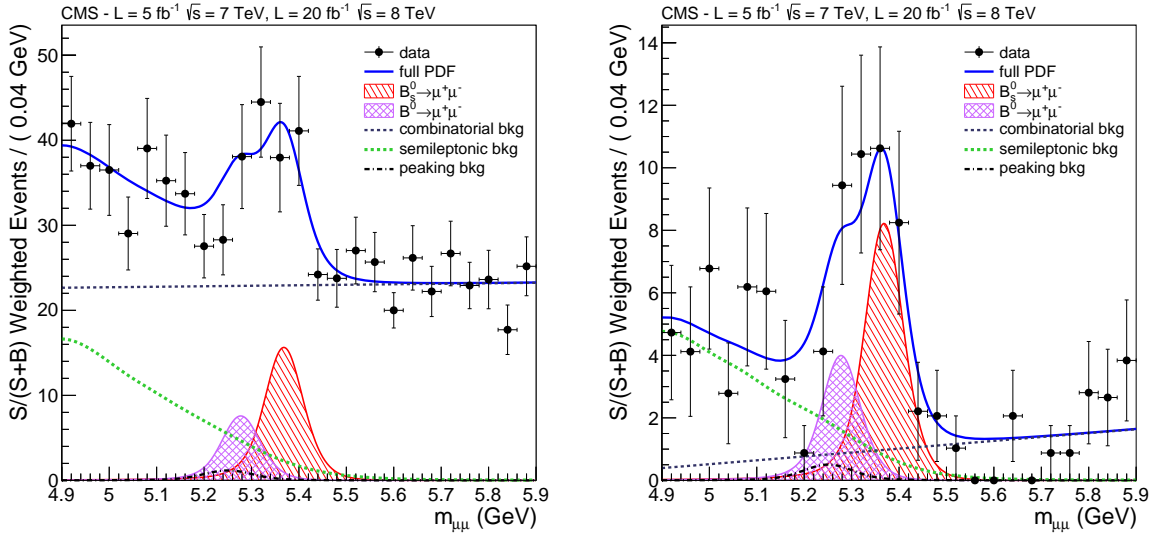 CMS - L = 5 fb⁻¹ √s = 7 TeV, L = 20 fb⁻¹ √s = 8 TeV
S/(S+B) Weighted Events / ( 0.04 GeV)
50
40
30
20
10
0
data
full PDF
B⁰ₛ→μ⁺μ⁻
B⁰→μ⁺μ⁻
combinatorial bkg
semileptonic bkg
peaking bkg
4.9 5 5.1 5.2 5.3 5.4 5.5 5.6 5.7 5.8 5.9
m_μμ (GeV)
CMS - L = 5 fb⁻¹ √s = 7 TeV, L = 20 fb⁻¹ √s = 8 TeV
S/(S+B) Weighted Events / ( 0.04 GeV)
14
12
10
8
6
4
2
0
data
full PDF
B⁰ₛ→μ⁺μ⁻
B⁰→μ⁺μ⁻
combinatorial bkg
semileptonic bkg
peaking bkg
4.9 5 5.1 5.2 5.3 5.4 5.5 5.6 5.7 5.8 5.9
m_μμ (GeV)